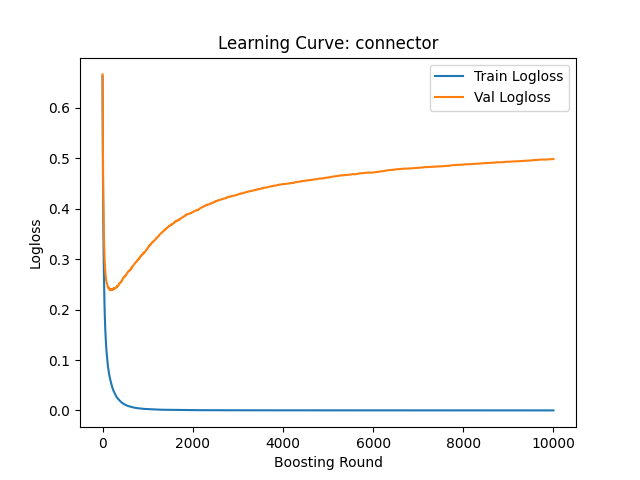 Learning Curve: connector
Train Logloss
Val Logloss
Logloss
0.6
0.5
0.4
0.3
0.2
0.1
0.0
0
2000
4000
6000
8000
10000
Boosting Round